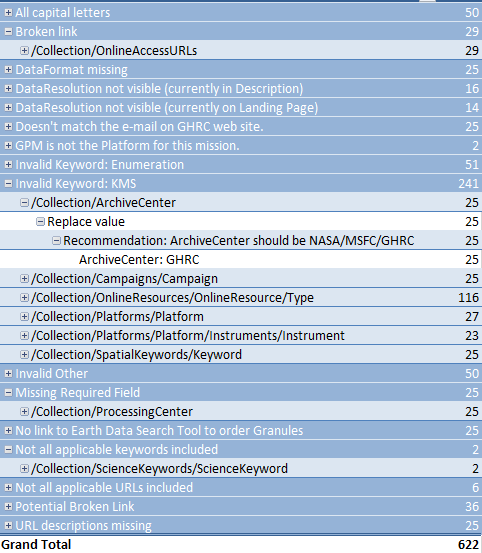 All capital letters 50
Broken link 29
/Collection/OnlineAccessURLs 29
DataFormat missing 25
DataResolution not visible (currently in Description) 16
DataResolution not visible (currently on Landing Page) 14
Doesn't match the e-mail on GHRC web site. 25
GPM is not the Platform for this mission. 2
Invalid Keyword: Enumeration 51
Invalid Keyword: KMS 241
/Collection/ArchiveCenter 25
Replace value 25
Recommendation: ArchiveCenter should be NASA/MSFC/GHRC 25
ArchiveCenter: GHRC 25
/Collection/Campaigns/Campaign 25
/Collection/OnlineResources/OnlineResource/Type 116
/Collection/Platforms/Platform 27
/Collection/Platforms/Platform/Instruments/Instrument 23
/Collection/SpatialKeywords/Keyword 25
Invalid Other 50
Missing Required Field 25
/Collection/ProcessingCenter 25
No link to Earth Data Search Tool to order Granules 25
Not all applicable keywords included 2
/Collection/ScienceKeywords/ScienceKeyword 2
Not all applicable URLs included 6
Potential Broken Link 36
URL descriptions missing 25
Grand Total 622